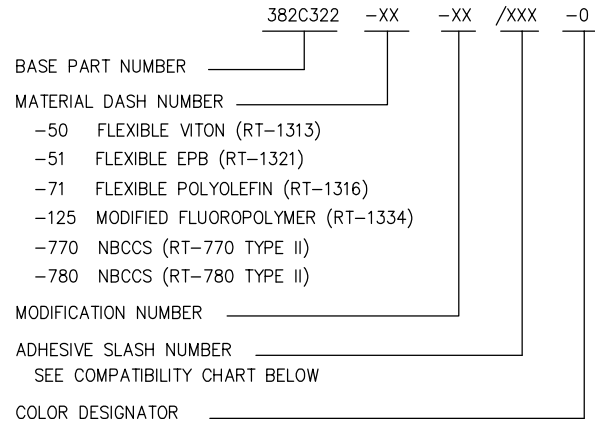 382C322 -XX -XX /XXX -0
BASE PART NUMBER
MATERIAL DASH NUMBER
-50 FLEXIBLE VITON (RT-1313)
-51 FLEXIBLE EPB (RT-1321)
-71 FLEXIBLE POLYOLEFIN (RT-1316)
-125 MODIFIED FLUOROPOLYMER (RT-1334)
-770 NBCCS (RT-770 TYPE II)
-780 NBCCS (RT-780 TYPE II)
MODIFICATION NUMBER
ADHESIVE SLASH NUMBER
SEE COMPATIBILITY CHART BELOW
COLOR DESIGNATOR